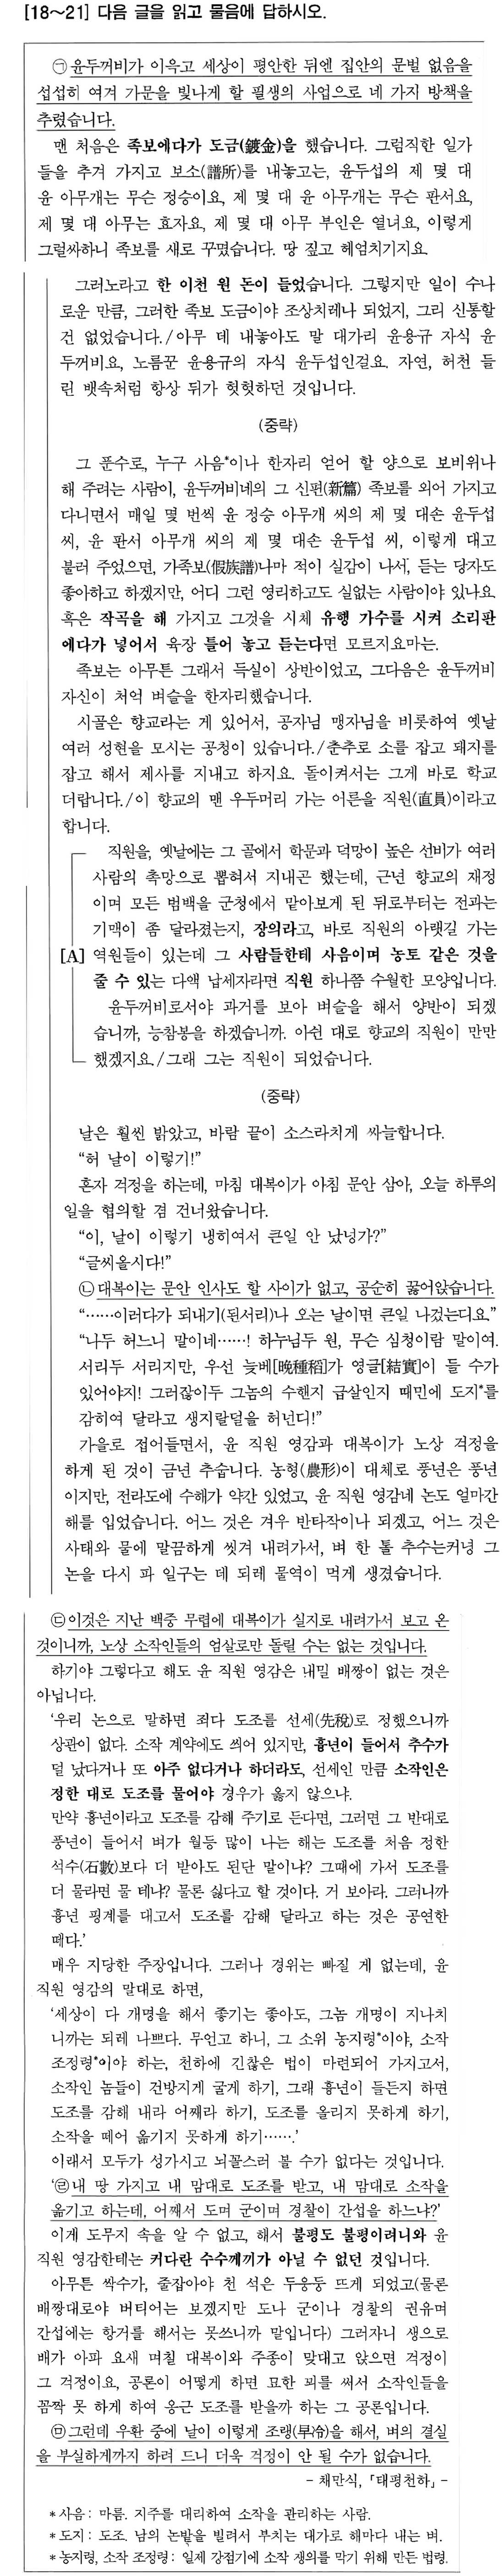 [18~21] 다음 글을 읽고 물음에 답하시오.
㉠윤두꺼비가 이윽고 세상이 평안한 뒤엔 집안의 문벌 없음을
섭섭히 여겨 가문을 빛나게 할 필생의 사업으로 네 가지 방책을
추렸습니다.
맨 처음은 족보에다가 도금(鍍金)을 했습니다. 그럼직한 일가
들을 추겨 가지고 보소(譜所)를 내놓고는, 윤두섭의 제 몇 대
윤 아무개는 무슨 정승이요, 제 몇 대 윤 아무개는 무슨 판서요,
제 몇 대 아무는 효자요, 제 몇 대 아무 부인은 열녀요, 이렇게
그럴싸하니 족보를 새로 꾸몄습니다. 땅 짚고 헤엄치기지요.
그러노라고 한 이천 원 돈이 들었습니다. 그렇지만 일이 수나
로운 만큼, 그러한 족보 도금이야 조상치레나 되었지, 그리 신통할
건 없었습니다./아무 데 내놓아도 말 대가리 윤용규 자식 윤
두꺼비요, 노름꾼 윤용규의 자식 윤두섭인걸요. 자연, 허천 들
린 뱃속처럼 항상 뒤가 헛헛하던 것입니다.
(중략)
그 푼수로, 누구 사음*이나 한자리 얻어 할 양으로 보비위나
해 주려는 사람이, 윤두꺼비네의 그 신편(新篇) 족보를 외어 가지고
다니면서 매일 몇 번씩 윤 정승 아무개 씨의 제 몇 대손 윤두섭
씨, 윤 판서 아무개 씨의 제 몇 대손 윤두섭 씨, 이렇게 대고
불러 주었으면, 가족보(假族譜)나마 적이 실감이 나서, 듣는 당자도
좋아하고 하겠지만, 어디 그런 영리하고도 실없는 사람이야 있나요.
혹은 작곡을 해 가지고 그것을 시체 유행 가수를 시켜 소리판
에다가 넣어서 육장 틀어 놓고 듣는다면 모르지요마는.
족보는 아무튼 그래서 득실이 상반이었고, 그다음은 윤두꺼비
자신이 처억 벼슬을 한자리했습니다.
시골은 향교라는 게 있어서, 공자님 맹자님을 비롯하여 옛날
여러 성현을 모시는 공청이 있습니다./춘추로 소를 잡고 돼지를
잡고 해서 제사를 지내고 하지요. 돌이켜서는 그게 바로 학교
더랍니다./이 향교의 맨 우두머리 가는 어른을 직원(直員)이라고
합니다.
직원을, 옛날에는 그 골에서 학문과 덕망이 높은 선비가 여러
사람의 촉망으로 뽑혀서 지내곤 했는데, 근년 향교의 재정
이며 모든 범백을 군청에서 맡아보게 된 뒤로부터는 전과는
기맥이 좀 달라졌는지, 장의라고, 바로 직원의 아랫길 가는
[A] 역원들이 있는데 그 사람들한테 사음이며 농토 같은 것을
줄 수 있는 다액 납세자라면 직원 하나쯤 수월한 모양입니다.
윤두꺼비로서야 과거를 보아 벼슬을 해서 양반이 되겠
습니까, 능참봉을 하겠습니까. 아쉰 대로 향교의 직원이 만만
했겠지요./그래 그는 직원이 되었습니다.
(중략)
날은 훨씬 밝았고, 바람 끝이 소스라치게 싸늘합니다.
“허 날이 이렇기!”
혼자 걱정을 하는데, 마침 대복이가 아침 문안 삼아, 오늘 하루의
일을 협의할 겸 건너왔습니다.
“이, 날이 이렇기 냉히여서 큰일 안 났닝가?”
“글씨올시다!”
㉡대복이는 문안 인사도 할 사이가 없고, 공순히 꿇어앉습니다.
“……이러다가 되내기(된서리)나 오는 날이면 큰일 나겄는디요.”
“나두 허느니 말이네……! 하누님두 원, 무슨 심청이람 말이여.
서리두 서리지만, 우선 늦베[晩種稻]가 영글[結實]이 들 수가
있어야지! 그러잖이두 그놈의 수핸지 급살인지 때민에 도지*를
감히여 달라고 생지랄덜을 허넌디!”
가을로 접어들면서, 윤 직원 영감과 대복이가 노상 걱정을
하게 된 것이 금년 추숩니다. 농형(農形)이 대체로 풍년은 풍년
이지만, 전라도에 수해가 약간 있었고, 윤 직원 영감네 논도 얼마간
해를 입었습니다. 어느 것은 겨우 반타작이나 되겠고, 어느 것은
사태와 물에 말끔하게 씻겨 내려가서, 벼 한 톨 추수는커녕 그
논을 다시 파 일구는 데 되레 물역이 먹게 생겼습니다.
㉢이것은 지난 백중 무렵에 대복이가 실지로 내려가서 보고 온
것이니까, 노상 소작인들의 엄살로만 돌릴 수는 없는 것입니다.
하기야 그렇다고 해도 윤 직원 영감은 내밀 배짱이 없는 것은
아닙니다.
‘우리 논으로 말하면 죄다 도조를 선세(先稅)로 정했으니까
상관이 없다. 소작 계약에도 씌어 있지만, 흉년이 들어서 추수가
덜 났다거나 또 아주 없다거나 하더라도, 선세인 만큼 소작인은
정한 대로 도조를 물어야 경우가 옳지 않으냐.
만약 흉년이라고 도조를 감해 주기로 든다면, 그러면 그 반대로
풍년이 들어서 벼가 월등 많이 나는 해는 도조를 처음 정한
석수(石數)보다 더 받아도 된단 말이냐? 그때에 가서 도조를
더 물라면 물 테냐? 물론 싫다고 할 것이다. 거 보아라. 그러니까
흉년 핑계를 대고서 도조를 감해 달라고 하는 것은 공연한
떼다.’
매우 지당한 주장입니다. 그러나 경위는 빠질 게 없는데, 윤
직원 영감의 말대로 하면,
‘세상이 다 개명을 해서 좋기는 좋아도, 그놈 개명이 지나치
니까는 되레 나쁘다. 무언고 하니, 그 소위 농지령*이야, 소작
조정령*이야 하는, 천하에 긴찮은 법이 마련되어 가지고서,
소작인 놈들이 건방지게 굴게 하기, 그래 흉년이 들든지 하면
도조를 감해 내라 어째라 하기, 도조를 올리지 못하게 하기,
소작을 떼어 옮기지 못하게 하기…….’
이래서 모두가 성가시고 뇌꼴스러 볼 수가 없다는 것입니다.
‘㉣내 땅 가지고 내 맘대로 도조를 받고, 내 맘대로 소작을
옮기고 하는데, 어째서 도며 군이며 경찰이 간섭을 하느냐?’
이게 도무지 속을 알 수 없고, 해서 불평도 불평이려니와 윤
직원 영감한테는 커다란 수수께끼가 아닐 수 없던 것입니다.
아무튼 싹수가, 줄잡아야 천 석은 두웅둥 뜨게 되었고(물론
배짱대로야 버티어는 보겠지만 도나 군이나 경찰의 권유며
간섭에는 항거를 해서는 못쓰니까 말입니다) 그러자니 생으로
배가 아파 요새 며칠 대복이와 주종이 맞대고 앉으면 걱정이
그 걱정이요, 공론이 어떻게 하면 묘한 꾀를 써서 소작인들을
꼼짝 못 하게 하여 옹근 도조를 받을까 하는 그 공론입니다.
㉤그런데 우환 중에 날이 이렇게 조랭(早冷)을 해서, 벼의 결실
을 부실하게까지 하려 드니 더욱 걱정이 안 될 수가 없습니다.
- 채만식, 「태평천하」 -
*사음: 마름. 지주를 대리하여 소작을 관리하는 사람.
*도지: 도조. 남의 논밭을 빌려서 부치는 대가로 해마다 내는 벼.
*농지령, 소작 조정령: 일제 강점기에 소작 쟁의를 막기 위해 만든 법령.